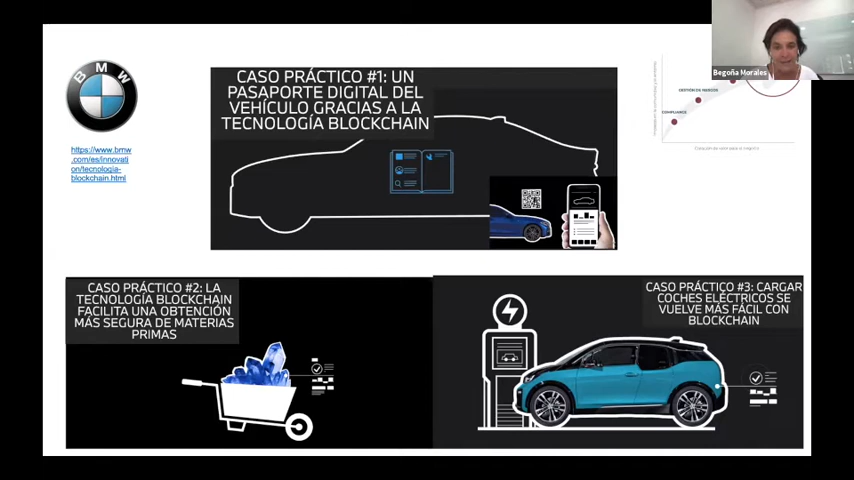 BMW
https://www.bmw
.com/es/innovati
on/tecnologia-
blockchain.html
CASO PRÁCTICO #1: UN
PASAPORTE DIGITAL DEL
VEHÍCULO GRACIAS A LA
TECNOLOGÍA BLOCKCHAIN
Begoña Morales
GESTIÓN DE RIESGOS
COMPLIANCE
CASO PRÁCTICO #2: LA
TECNOLOGÍA BLOCKCHAIN
FACILITA UNA OBTENCIÓN
MÁS SEGURA DE MATERIAS
PRIMAS
CASO PRÁCTICO #3: CARGAR
COCHES ELÉCTRICOS SE
VUELVE MÁS FÁCIL CON
BLOCKCHAIN